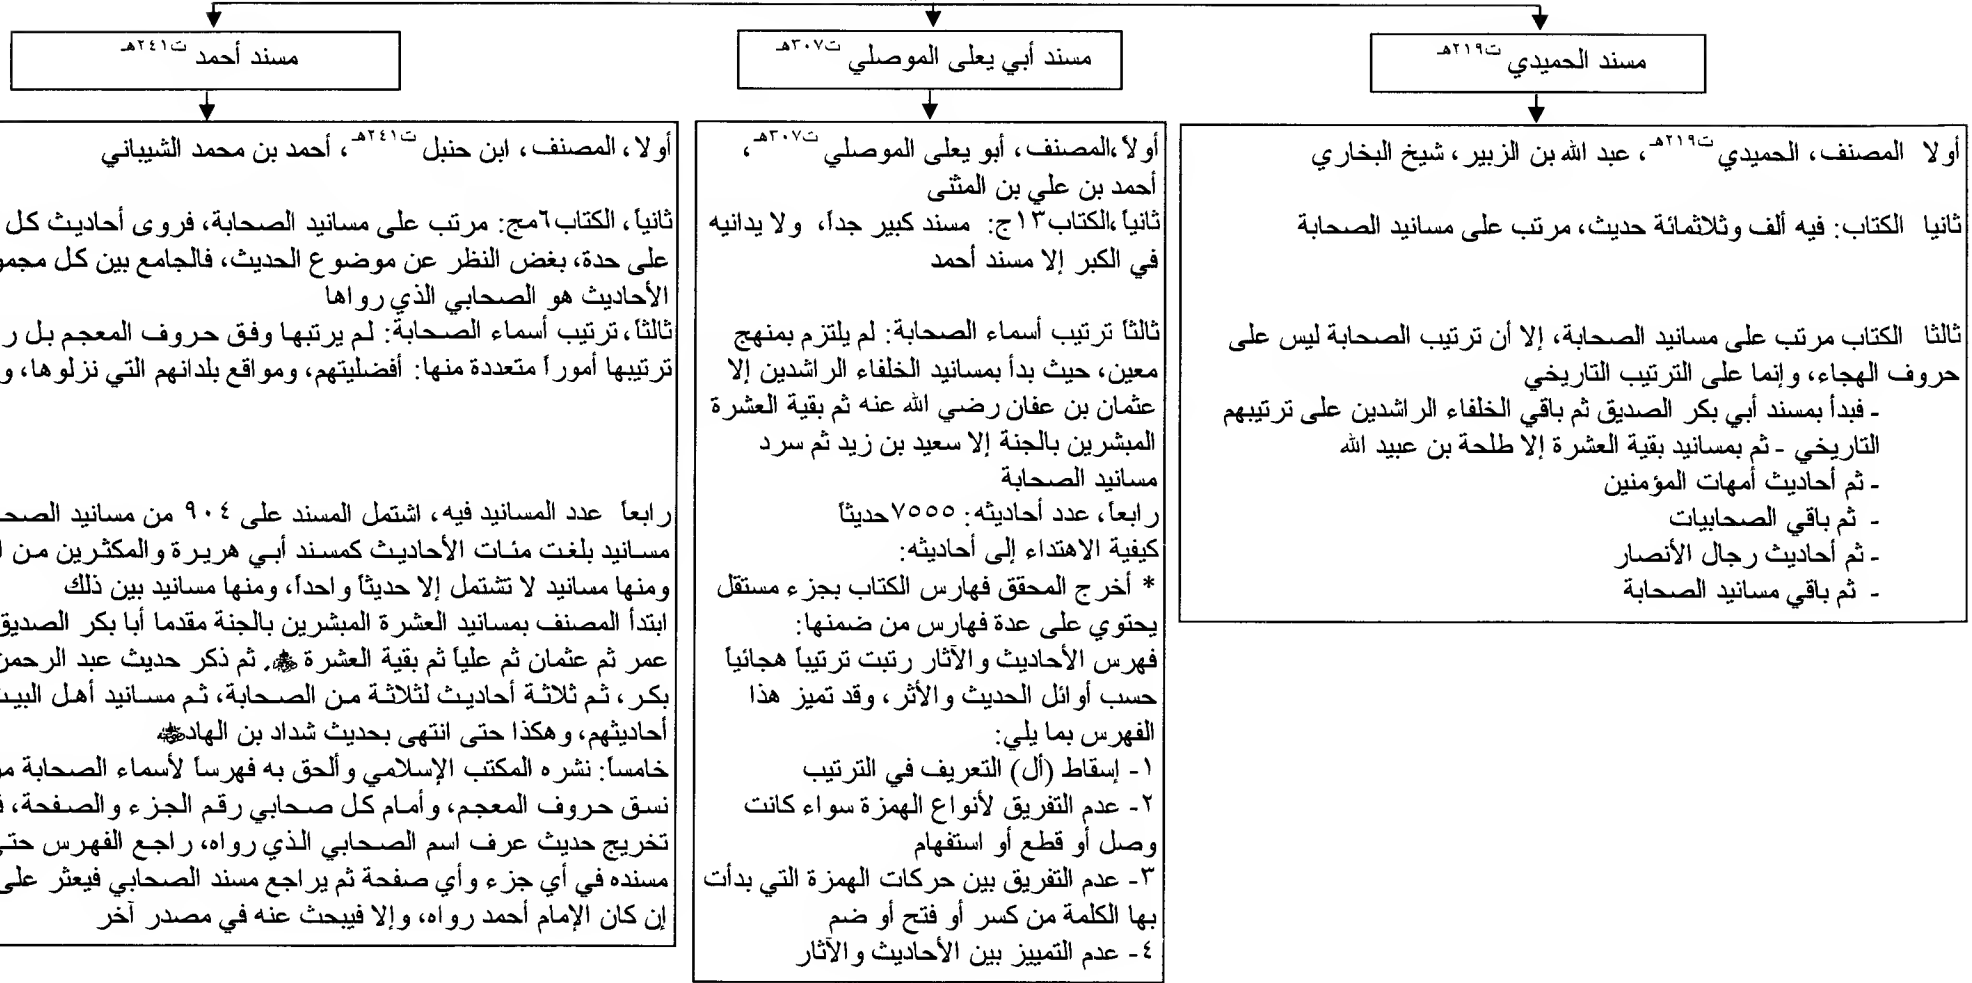 مسند الحميدي ت٢١٩هـ
أولا المصنف، الحميدي ت٢١٩هـ، عبد الله بن الزبير، شيخ البخاري
ثانيا الكتاب: فيه ألف وثلاثمائة حديث، مرتب على مسانيد الصحابة
ثالثا الكتاب مرتب على مسانيد الصحابة، إلا أن ترتيب الصحابة ليس على
حروف الهجاء، وإنما على الترتيب التاريخي
- فبدأ بمسند أبي بكر الصديق ثم باقي الخلفاء الراشدين على ترتيبهم
التاريخي - ثم بمسانيد بقية العشرة إلا طلحة بن عبيد الله
- ثم أحاديث أمهات المؤمنين
- ثم باقي الصحابيات
- ثم أحاديث رجال الأنصار
- ثم باقي مسانيد الصحابة
مسند أبي يعلى الموصلي ت٣٠٧هـ
أولاً،المصنف، أبو يعلى الموصلي ت٣٠٧هـ،
أحمد بن علي بن المثنى
ثانياً،الكتاب١٣ج: مسند كبير جداً، ولا يدانيه
في الكبر إلا مسند أحمد
ثالثاً ترتيب أسماء الصحابة: لم يلتزم بمنهج
معين، حيث بدأ بمسانيد الخلفاء الراشدين إلا
عثمان بن عفان رضي الله عنه ثم بقية العشرة
المبشرين بالجنة إلا سعيد بن زيد ثم سرد
مسانيد الصحابة
رابعاً، عدد أحاديثه: ٧٥٥٥حديثاً
كيفية الاهتداء إلى أحاديثه:
* أخرج المحقق فهارس الكتاب بجزء مستقل
يحتوي على عدة فهارس من ضمنها:
فهرس الأحاديث والآثار رتبت ترتيباً هجائياً
حسب أوائل الحديث والأثر، وقد تميز هذا
الفهرس بما يلي:
١- إسقاط (أل) التعريف في الترتيب
٢- عدم التفريق لأنواع الهمزة سواء كانت
وصل أو قطع أو استفهام
٣- عدم التفريق بين حركات الهمزة التي بدأت
بها الكلمة من كسر أو فتح أو ضم
٤- عدم التمييز بين الأحاديث والآثار
مسند أحمد ت٢٤١هـ
أولا، المصنف، ابن حنبل ت٢٤١هـ، أحمد بن محمد الشيباني
ثانياً، الكتاب٦مج: مرتب على مسانيد الصحابة، فروى أحاديث كل
على حدة، بغض النظر عن موضوع الحديث، فالجامع بين كل
الأحاديث هو الصحابي الذي رواها
ثالثاً، ترتيب أسماء الصحابة: لم يرتبها وفق حروف المعجم بل
ترتيبها أموراً متعددة منها: أفضليتهم، ومواقع بلدانهم التي نزلوها،
رابعاً عدد المسانيد فيه، اشتمل المسند على ٩٠٤ من مسانيد
مسانيد بلغت مئات الأحاديث كمسند أبي هريرة والمكثرين من
ومنها مسانيد لا تشتمل إلا حديثاً واحداً، ومنها مسانيد بين ذلك
ابتدأ المصنف بمسانيد العشرة المبشرين بالجنة مقدما أبا بكر الصديق
عمر ثم عثمان ثم علياً ثم بقية العشرة ﷺ. ثم ذكر حديث عبد الرحمن
بكر، ثم ثلاثة أحاديث لثلاثة من الصحابة، ثم مسانيد أهل البيت
أحاديثهم، وهكذا حتى انتهى بحديث شداد بن الهاد
خامساً: نشره المكتب الإسلامي وألحق به فهرساً لأسماء الصحابة
نسق حروف المعجم، وأمام كل صحابي رقم الجزء والصفحة،
تخريج حديث عرف اسم الصحابي الذي رواه، راجع الفهرس حتى
مسنده في أي جزء وأي صفحة ثم يراجع مسند الصحابي فيعثر على
إن كان الإمام أحمد رواه، وإلا فيبحث عنه في مصدر آخر